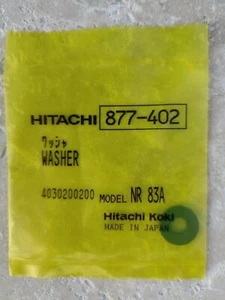 HITACHI 877-402
ワッシャ
WASHER
4030200200 MODEL NR 83A
Hitachi Koki
MADE IN JAPAN